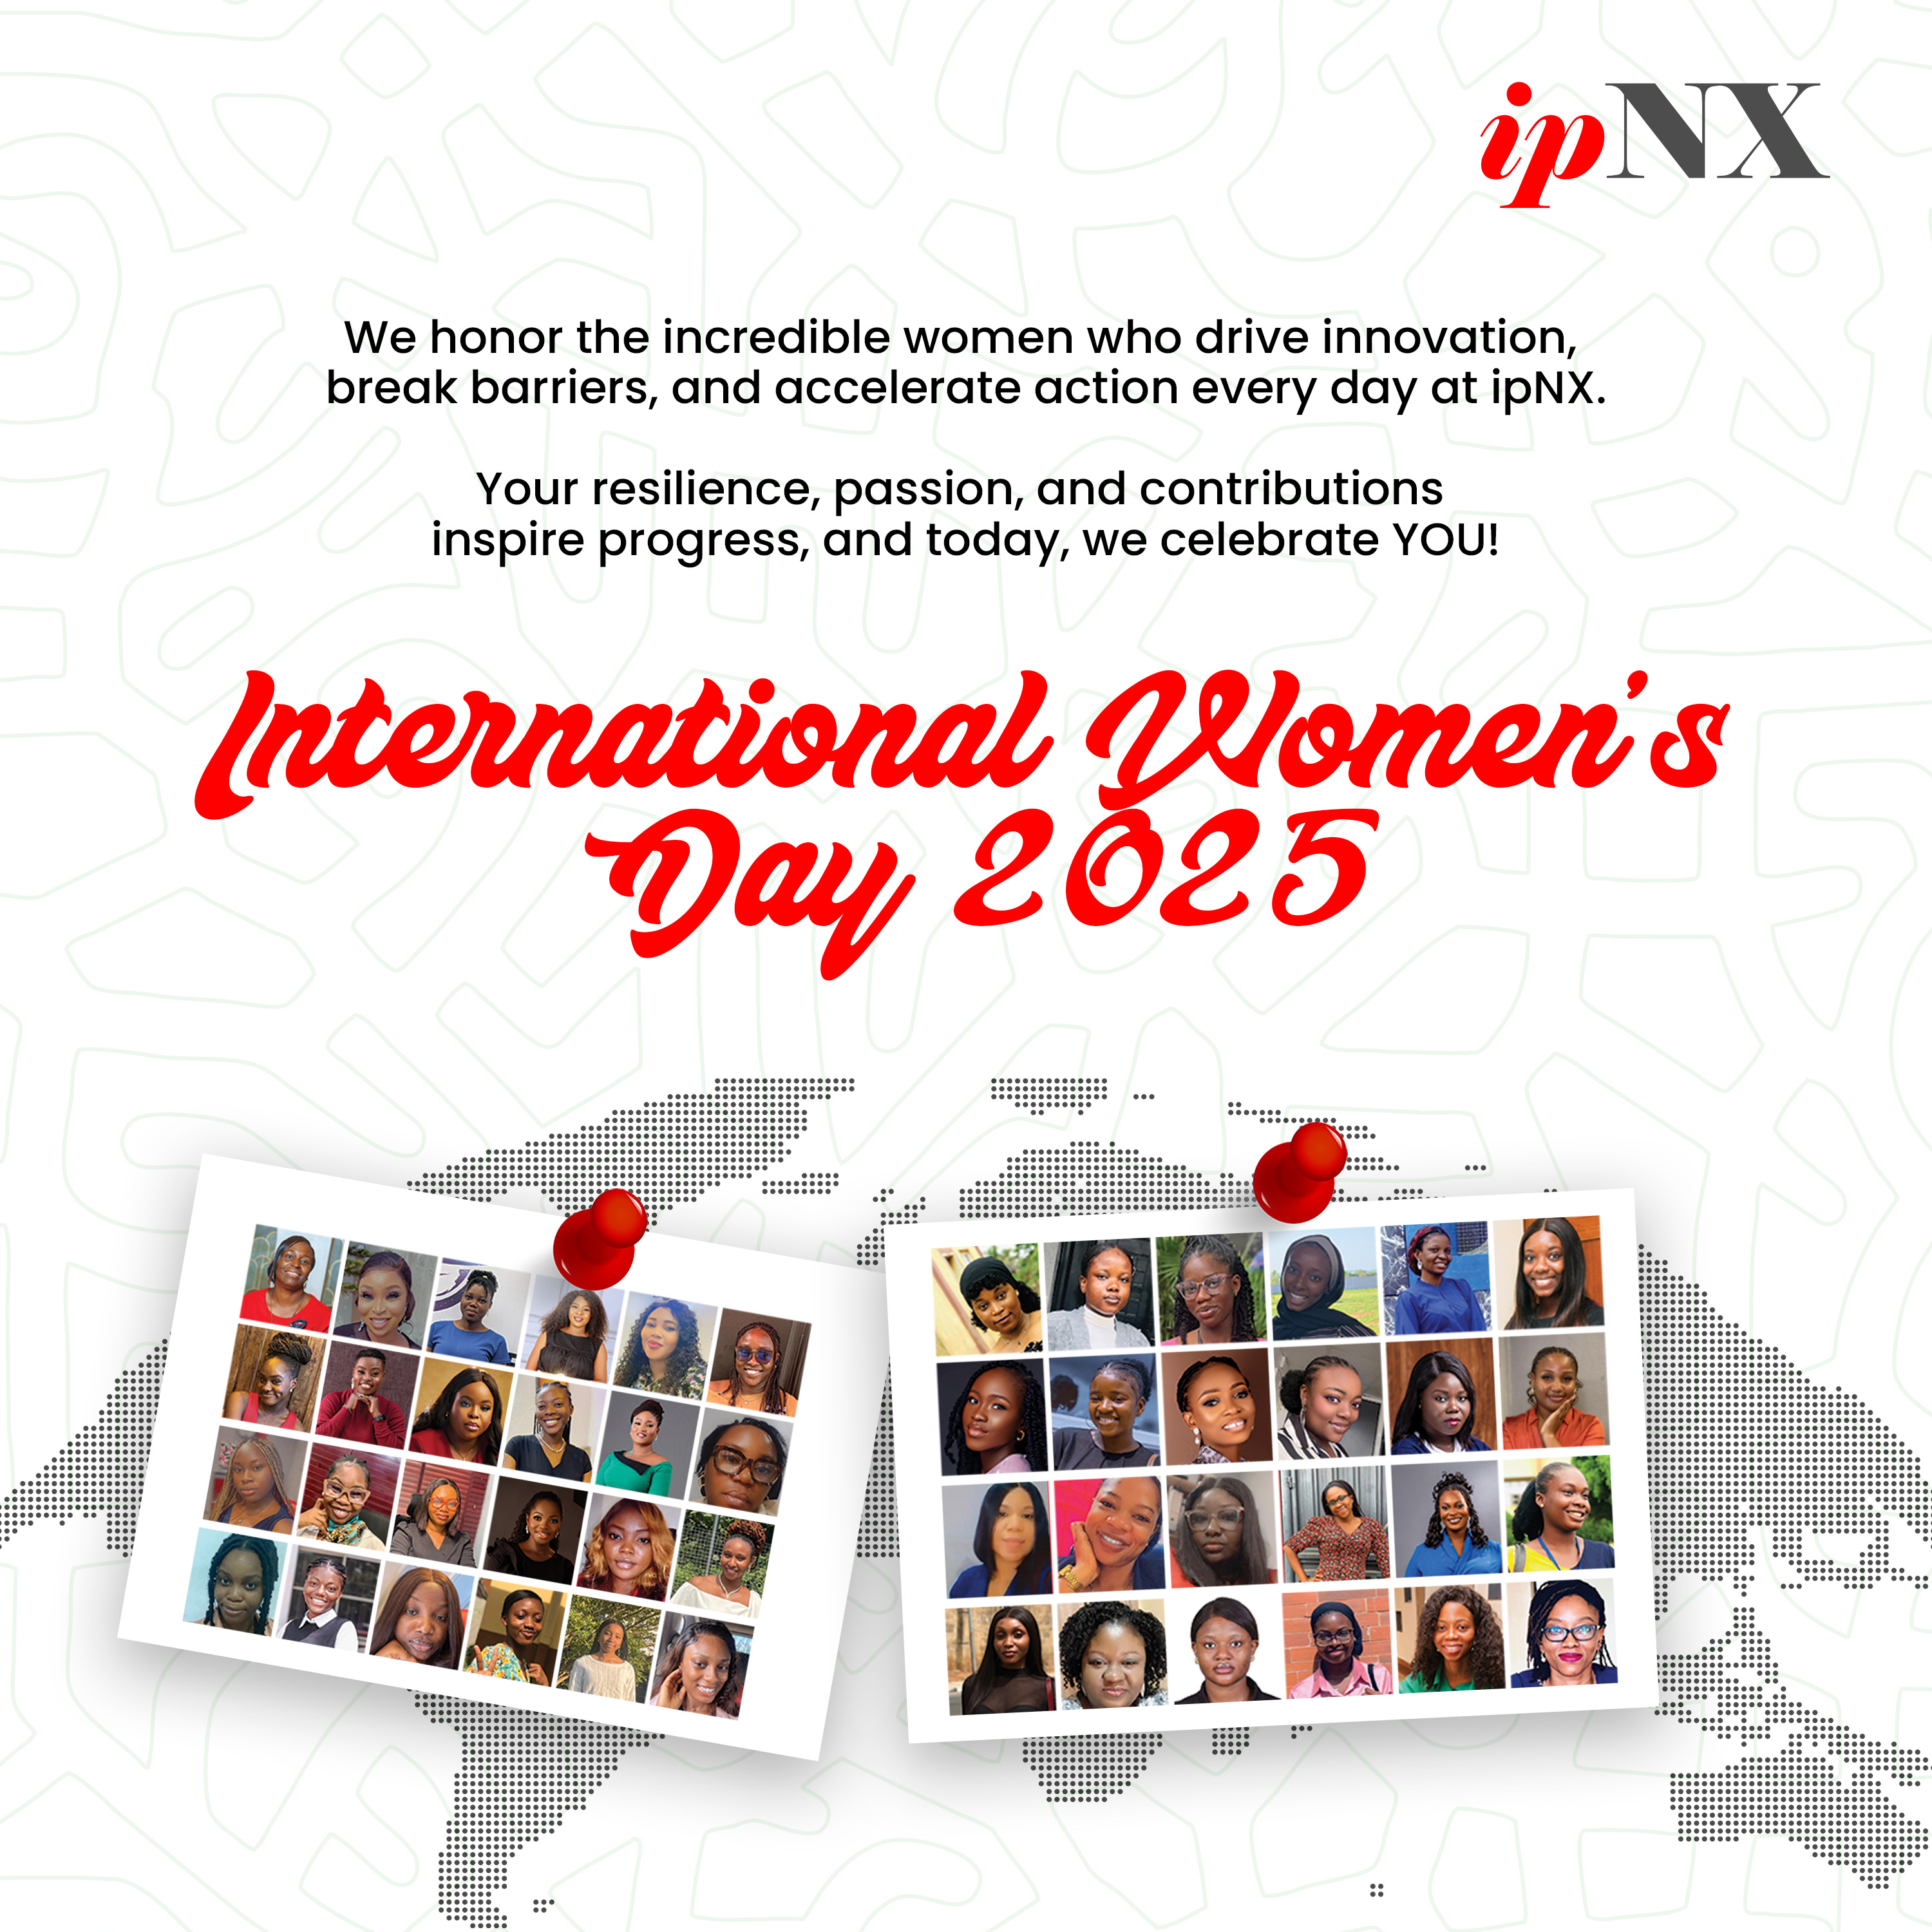 ipNX
We honor the incredible women who drive innovation,
break barriers, and accelerate action every day at ipNX.
Your resilience, passion, and contributions
inspire progress, and today, we celebrate YOU!
International Women's
Day 2025